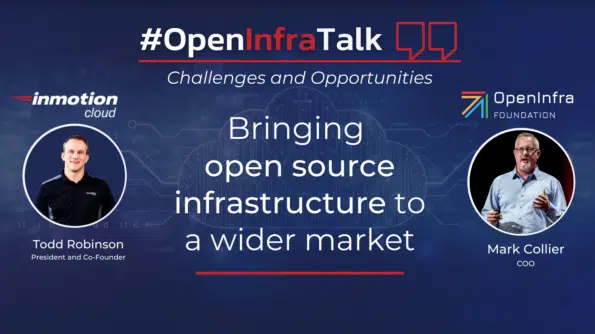 #OpenInfraTalk
Challenges and Opportunities
inmotion
cloud
OpenInfra
FOUNDATION
Bringing
open source
infrastructure to
a wider market
Todd Robinson
President and Co-Founder
Mark Collier
COO